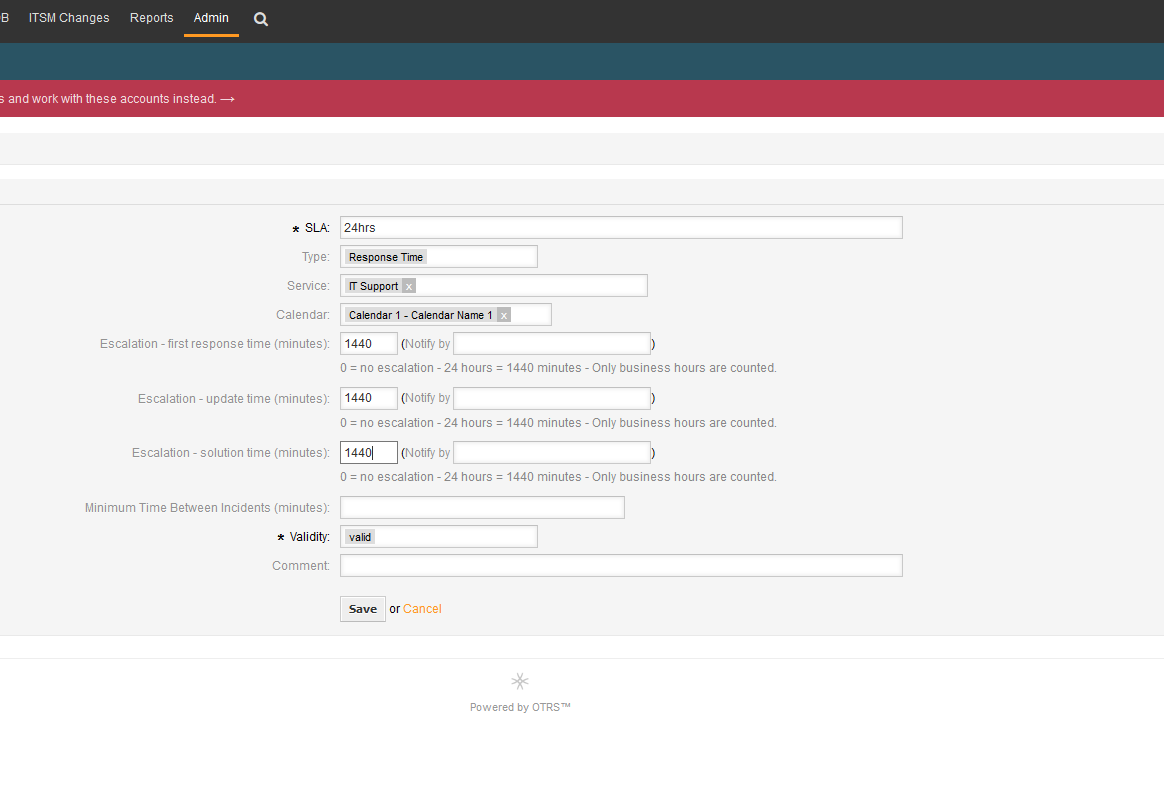 B ITSM Changes Reports Admin
s and work with these accounts instead. →
* SLA: 24hrs
Type: Response Time
Service: IT Support x
Calendar: Calendar 1 - Calendar Name 1 x
Escalation - first response time (minutes): 1440 (Notify by )
0 = no escalation - 24 hours = 1440 minutes - Only business hours are counted.
Escalation - update time (minutes): 1440 (Notify by )
0 = no escalation - 24 hours = 1440 minutes - Only business hours are counted.
Escalation - solution time (minutes): 1440 (Notify by )
0 = no escalation - 24 hours = 1440 minutes - Only business hours are counted.
Minimum Time Between Incidents (minutes):
* Validity: valid
Comment:
Save or Cancel
Powered by OTRS™